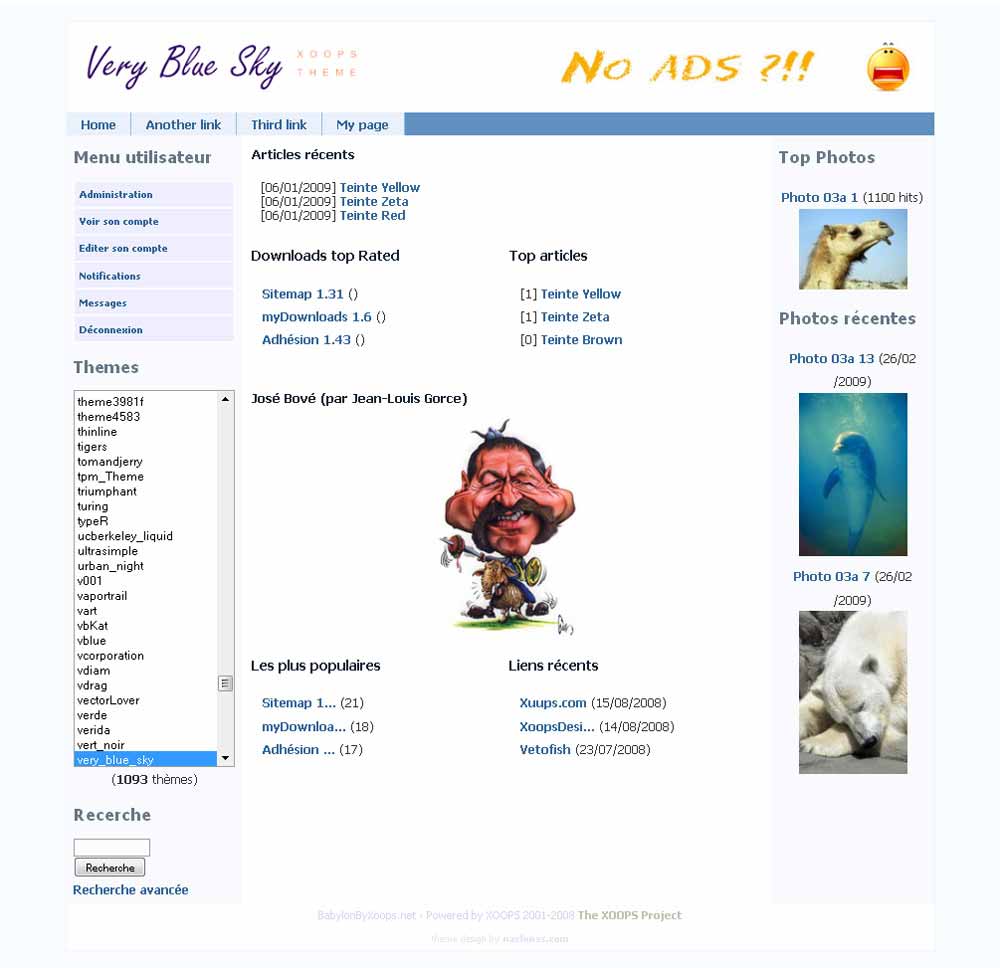 Very Blue Sky XOOPS
THEME
No ADS ?!!
Home Another link Third link My page
Menu utilisateur
Administration
Voir son compte
Editer son compte
Notifications
Messages
Déconnexion
Themes
theme3981f
theme4583
thinline
tigers
tomandjerry
tpm_Theme
triumphant
turing
typeR
ucberkeley_liquid
ultrasimple
urban_night
v001
vaportrail
vart
vbKat
vblue
vcorporation
vdiam
vdrag
vectorLover
verde
verida
vert_noir
very_blue_sky
(1093 thèmes)
Recerche
Recherche
Recherche avancée
Articles récents
[06/01/2009] Teinte Yellow
[06/01/2009] Teinte Zeta
[06/01/2009] Teinte Red
Downloads top Rated
Sitemap 1.31 ()
myDownloads 1.6 ()
Adhésion 1.43 ()
Top articles
[1] Teinte Yellow
[1] Teinte Zeta
[0] Teinte Brown
José Bové (par Jean-Louis Gorce)
Les plus populaires
Sitemap 1... (21)
myDownloa... (18)
Adhésion ... (17)
Liens récents
Xuups.com (15/08/2008)
XoopsDesi... (14/08/2008)
Vetofish (23/07/2008)
Top Photos
Photo 03a 1 (1100 hits)
Photos récentes
Photo 03a 13 (26/02
/2009)
Photo 03a 7 (26/02
/2009)
BabylonByXoops.net - Powered by XOOPS 2001-2008 The XOOPS Project
theme design by